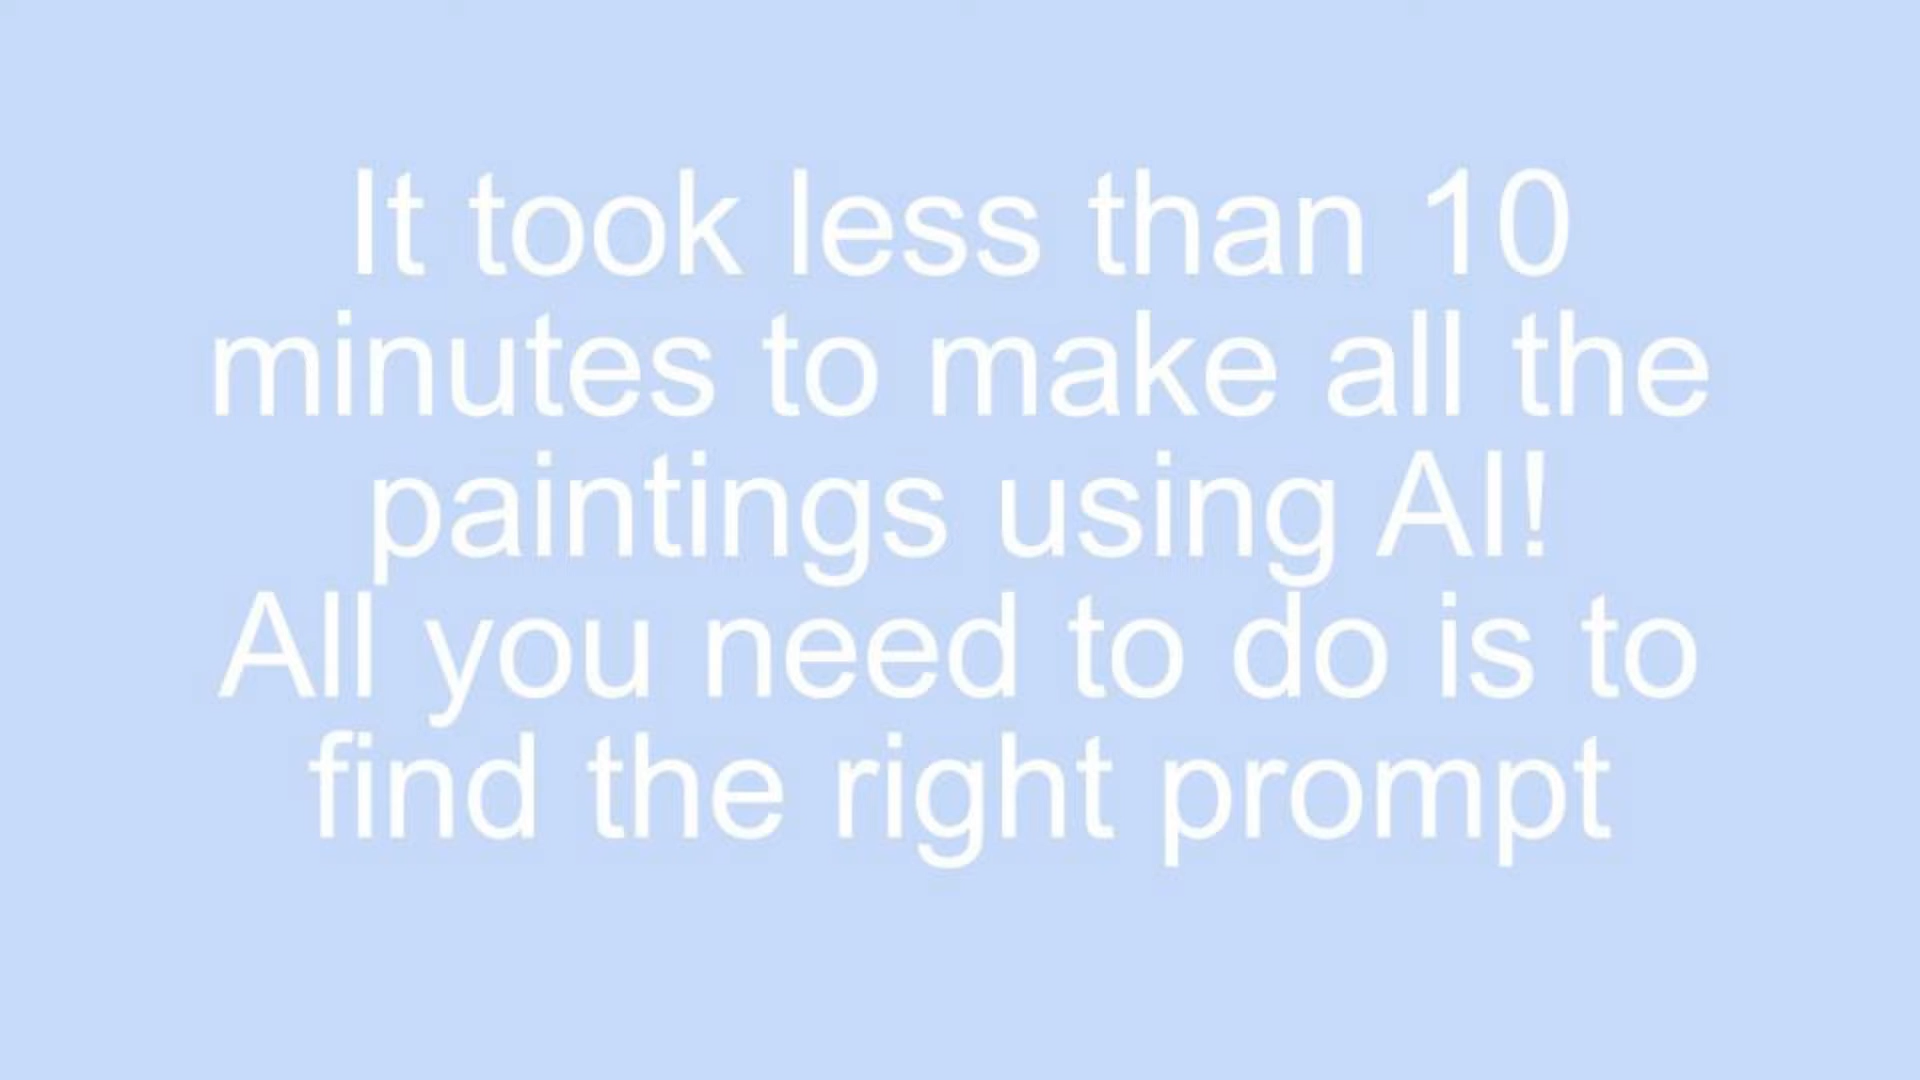 It took less than 10
minutes to make all the
paintings using AI!
All you need to do is to
find the right prompt